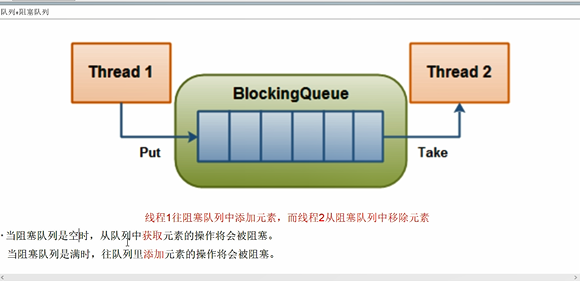 队列+阻塞队列
Thread 1
Thread 2
BlockingQueue
Put
Take
线程1往阻塞队列中添加元素，而线程2从阻塞队列中移除元素
·当阻塞队列是空时，从队列中获取元素的操作将会被阻塞。
当阻塞队列是满时，往队列里添加元素的操作将会被阻塞。